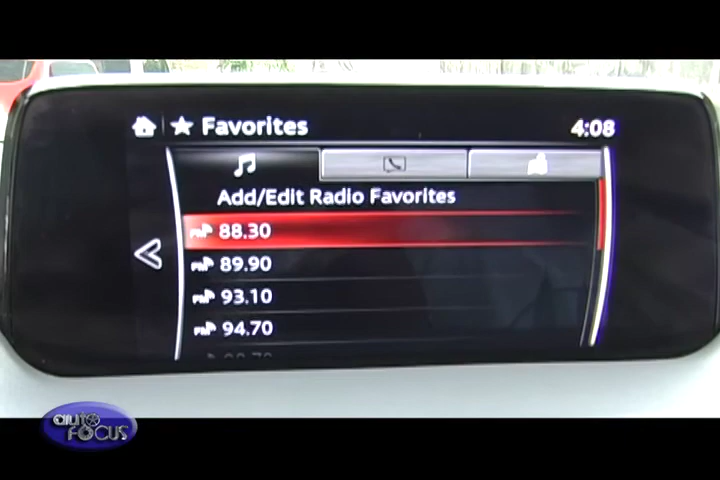 Favorites
4:08
Add/Edit Radio Favorites
88.30
89.90
93.10
94.70
auto
FOCUS